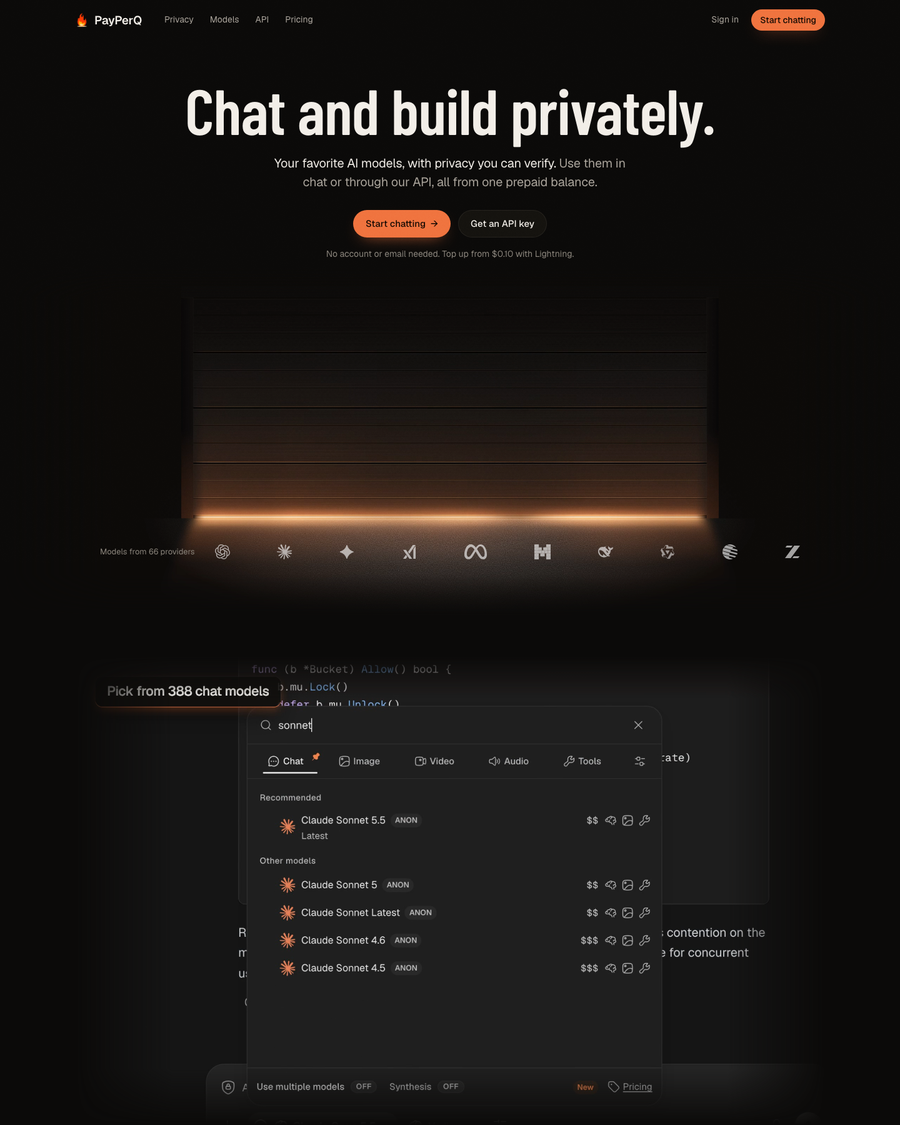 PayPerQ
Privacy
Models
API
Pricing
Sign in
Start chatting
Chat and build privately.
Your favorite AI models, with privacy you can verify. Use them in
chat or through our API, all from one prepaid balance.
Start chatting →
Get an API key
No account or email needed. Top up from $0.10 with Lightning.
Models from 66 providers
func (b *Bucket) Allow() bool {
Pick from 388 chat models
b.mu.Lock()
defer b.mu.Unlock()
sonnet
Chat
Image
Video
Audio
Tools
Recommended
Claude Sonnet 5.5 ANON $$
Latest
Other models
Claude Sonnet 5 ANON $$
Claude Sonnet Latest ANON $$
Claude Sonnet 4.6 ANON $$$
contention on the
for concurrent
Claude Sonnet 4.5 ANON $$$
Use multiple models OFF
Synthesis OFF
New
Pricing